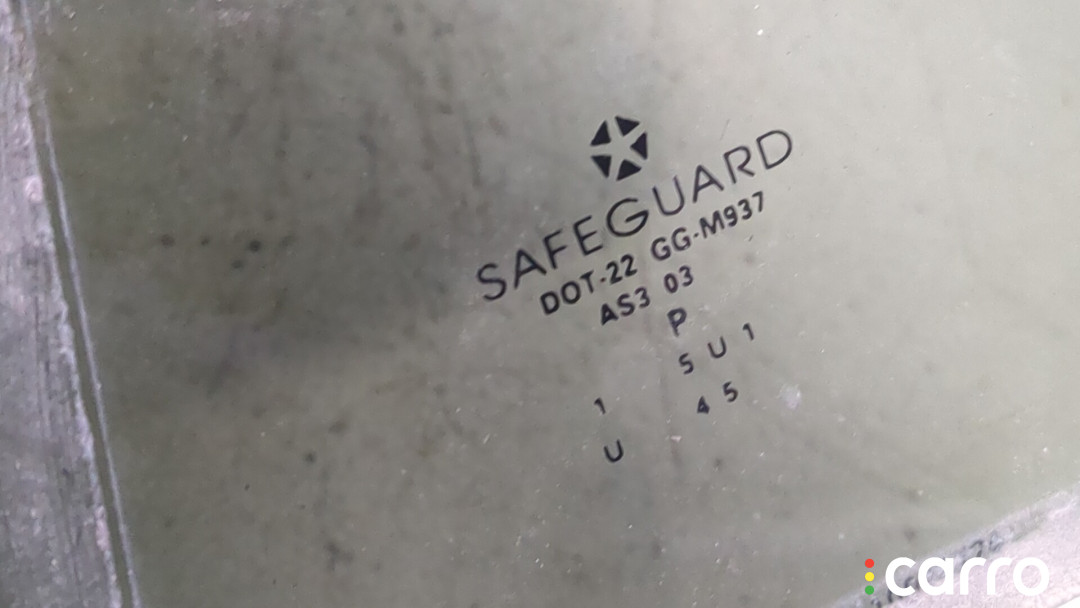 SAFEGUARD
DOT-22 GG-M937
AS3 03
P
5 U 1
1 4 5
U
carro